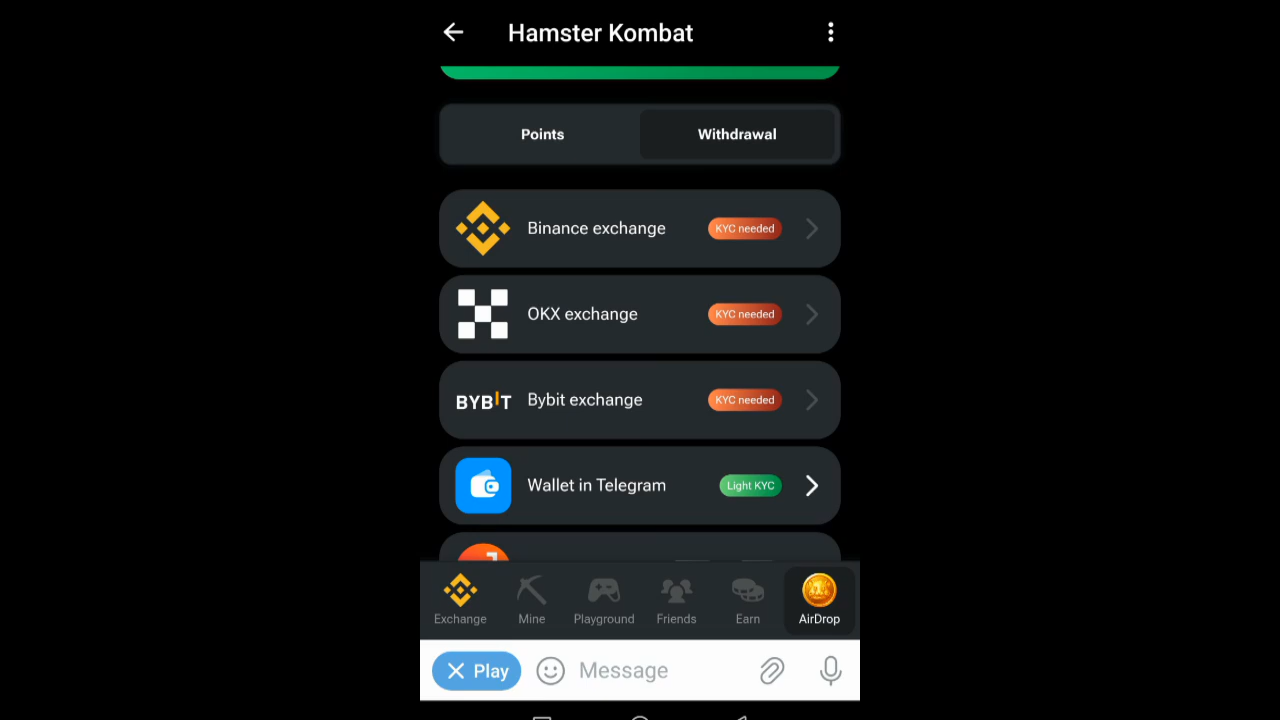 Hamster Kombat
Points
Withdrawal
Binance exchange
KYC needed
OKX exchange
KYC needed
BYBIT
Bybit exchange
KYC needed
Wallet in Telegram
Light KYC
Exchange
Mine
Playground
Friends
Earn
AirDrop
Play
Message